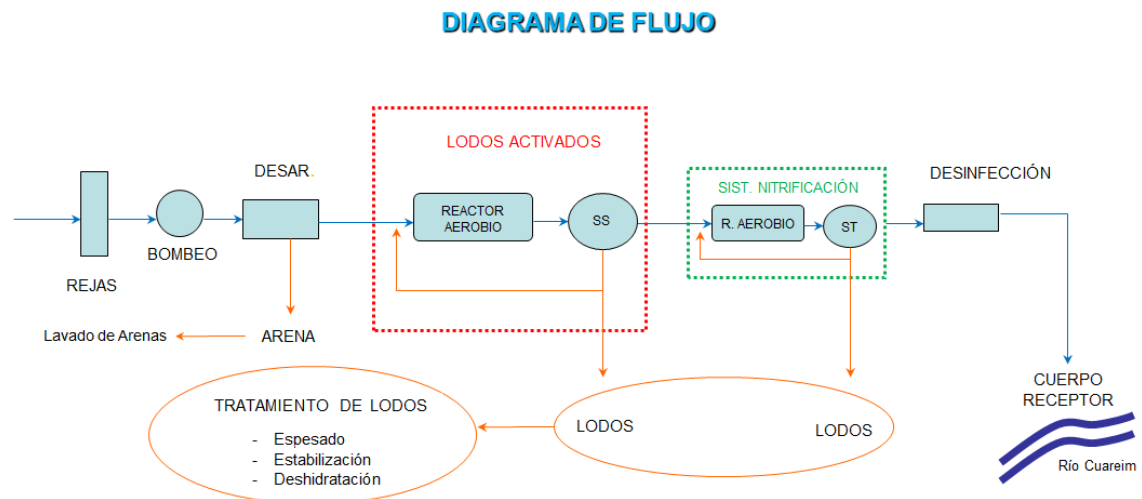 DIAGRAMA DE FLUJO
LODOS ACTIVADOS
DESAR.
SIST. NITRIFICACIÓN
DESINFECCIÓN
REACTOR
AEROBIO
SS
R. AEROBIO
ST
BOMBEO
REJAS
Lavado de Arenas
ARENA
CUERPO
RECEPTOR
Río Cuareim
TRATAMIENTO DE LODOS
- Espesado
- Estabilización
- Deshidratación
LODOS
LODOS